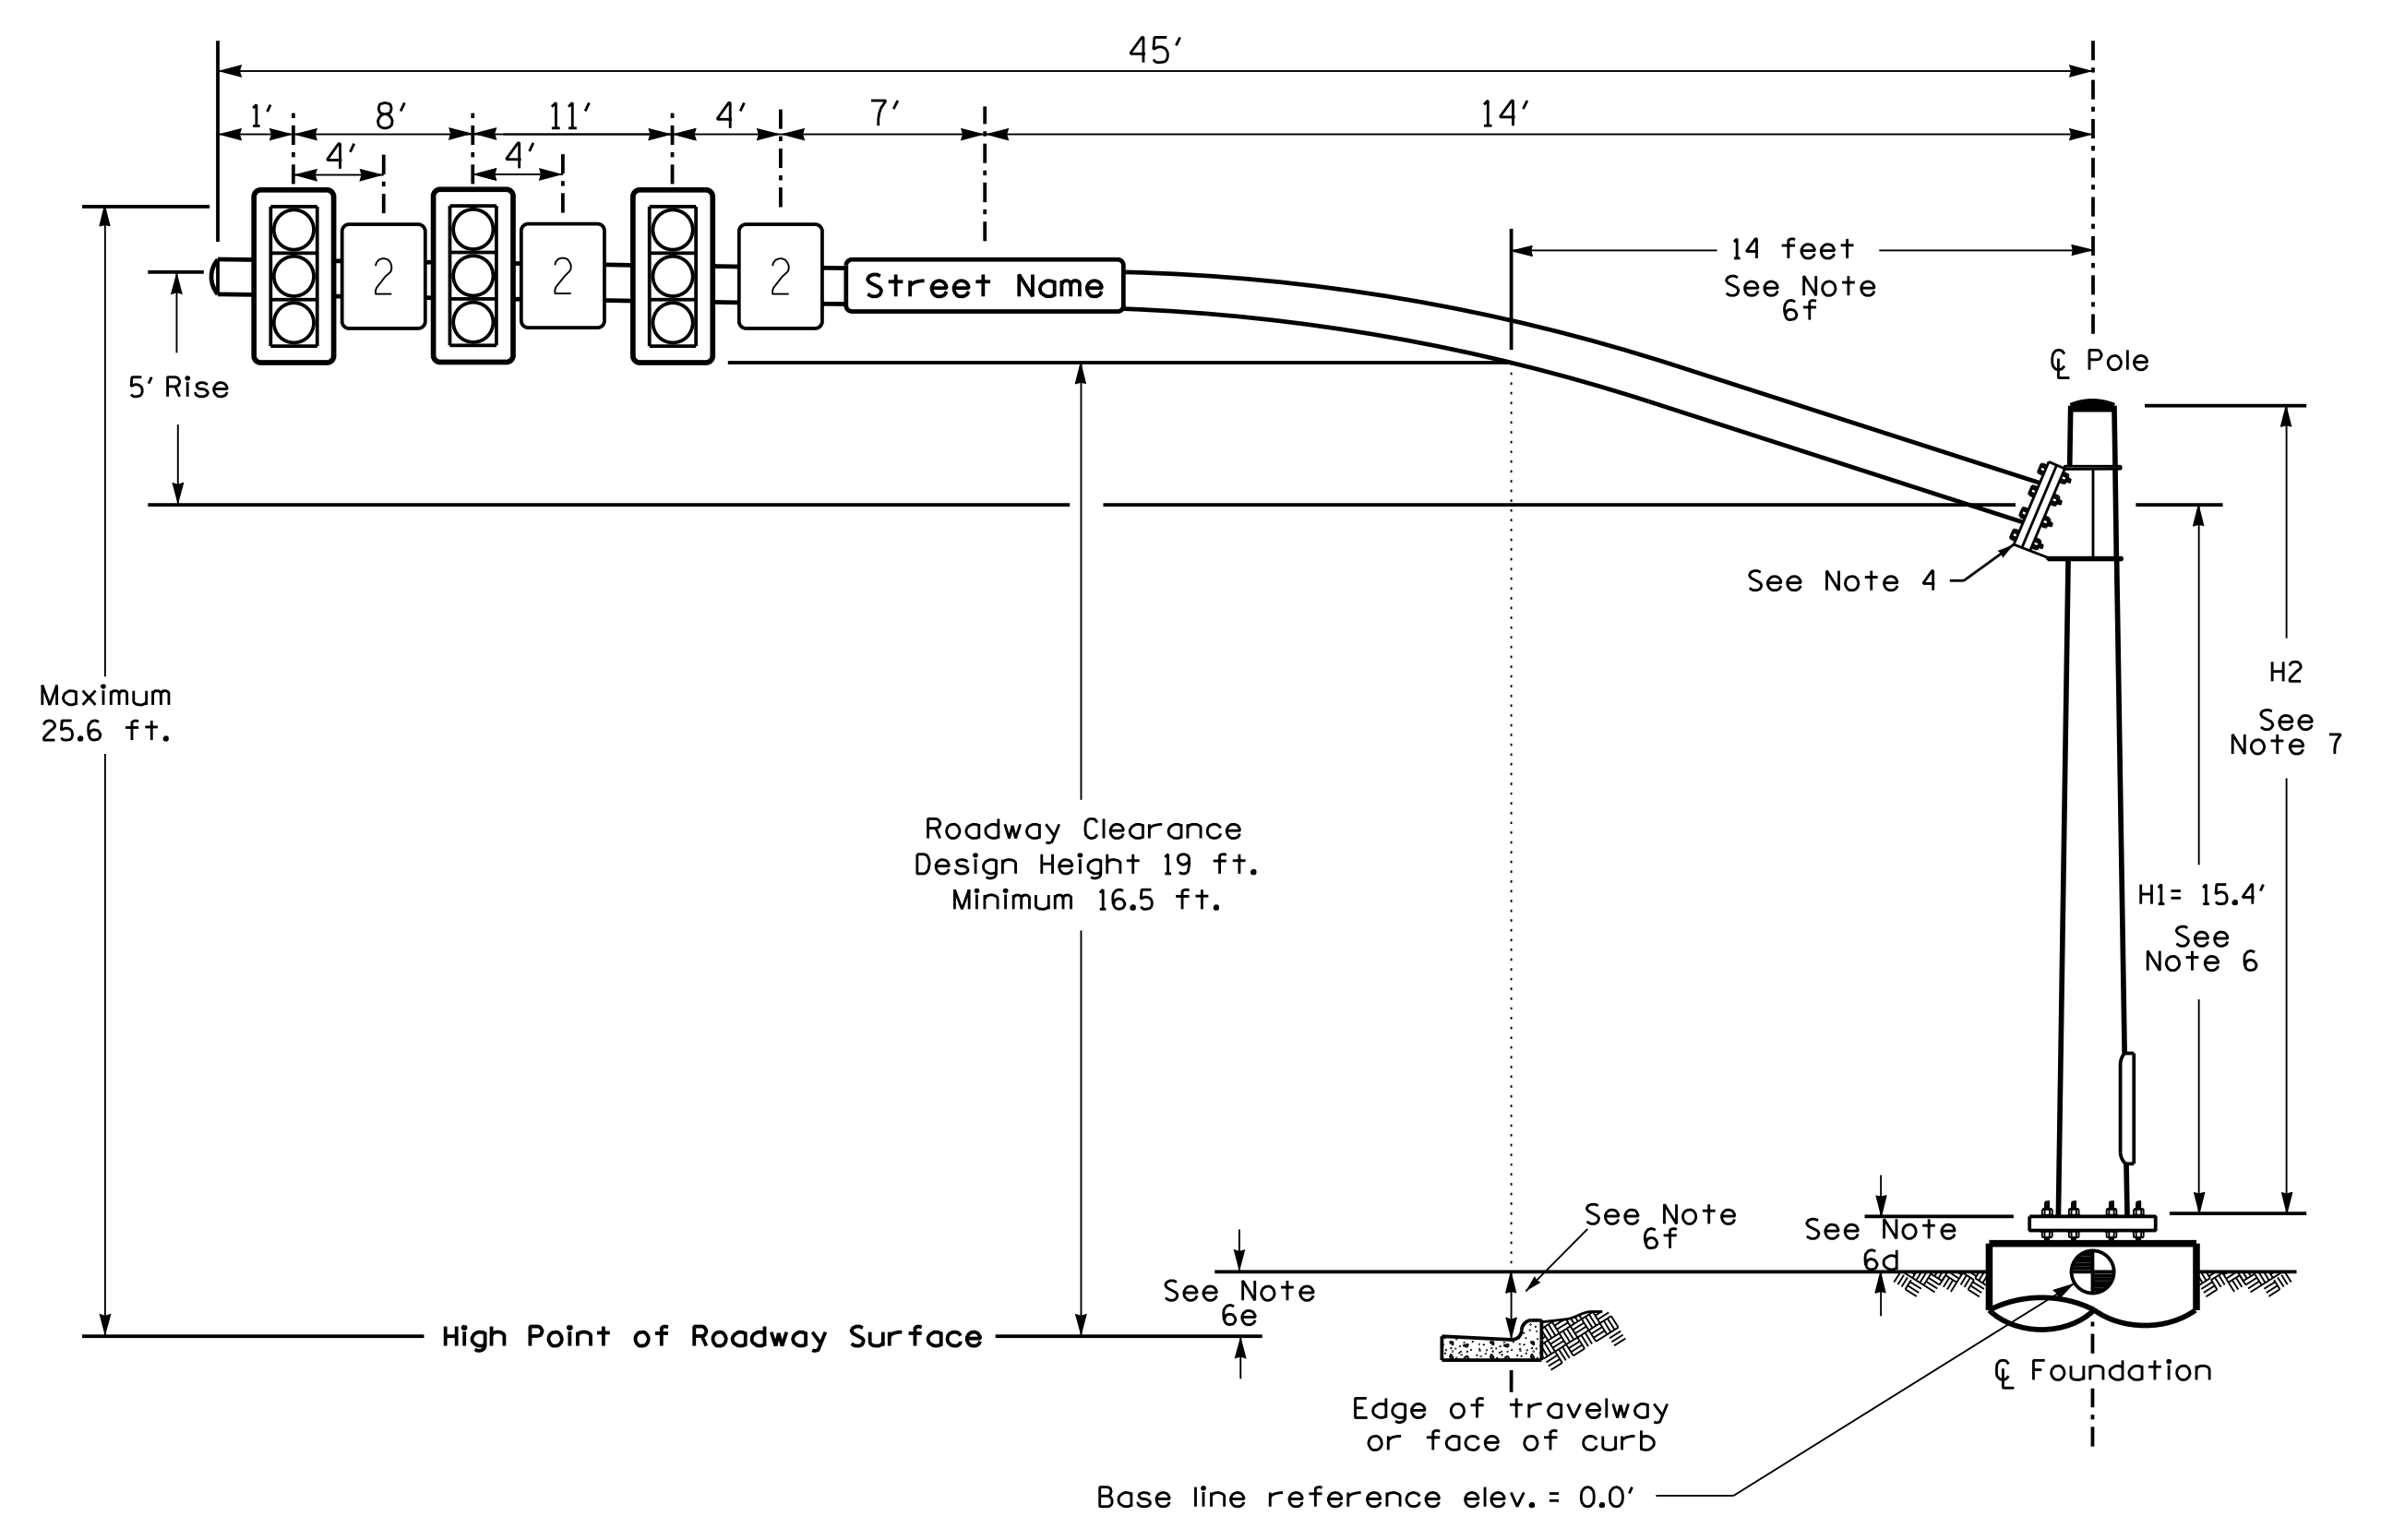 45'
1'
8'
11'
4'
7'
14'
4'
4'
14 feet
See Note
6f
2
2
2
Street Name
℄ Pole
5' Rise
See Note 4
Maximum
25.6 ft.
H2
See
Note 7
Roadway Clearance
Design Height 19 ft.
Minimum 16.5 ft.
H1= 15.4'
See
Note 6
See Note
6f
See Note
6d
See Note
6e
High Point of Roadway Surface
℄ Foundation
Edge of travelway
or face of curb
Base line reference elev. = 0.0'